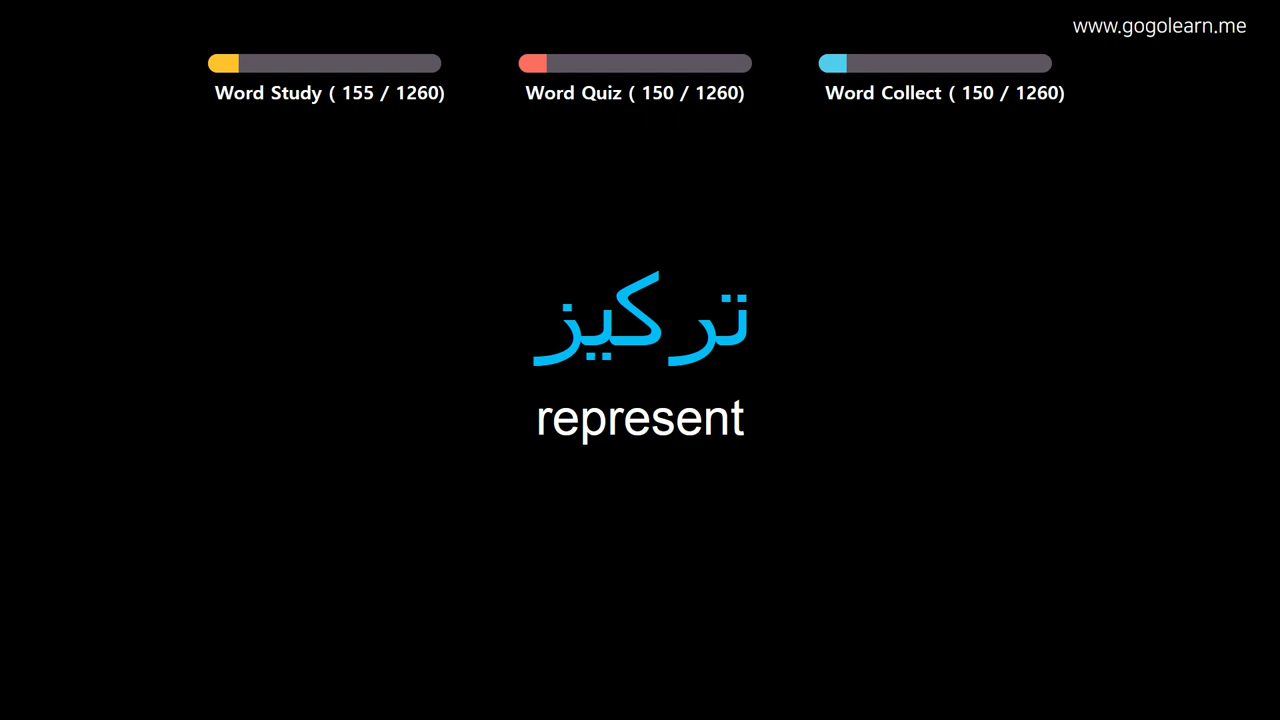 www.gogolearn.me
Word Study ( 155 / 1260)
Word Quiz ( 150 / 1260)
Word Collect ( 150 / 1260)
تركيز
represent